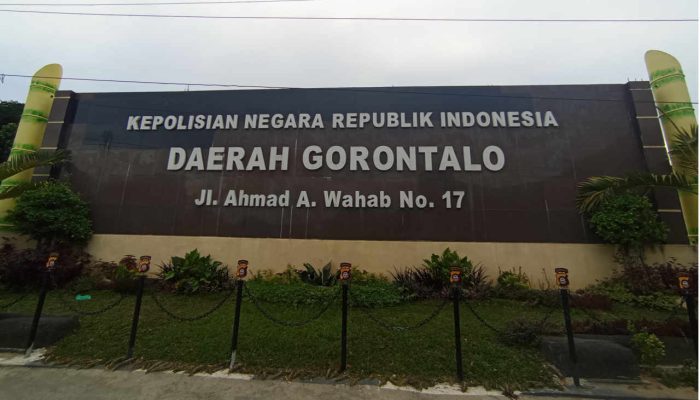 KEPOLISIAN NEGARA REPUBLIK INDONESIA
DAERAH GORONTALO
Jl. Ahmad A. Wahab No. 17